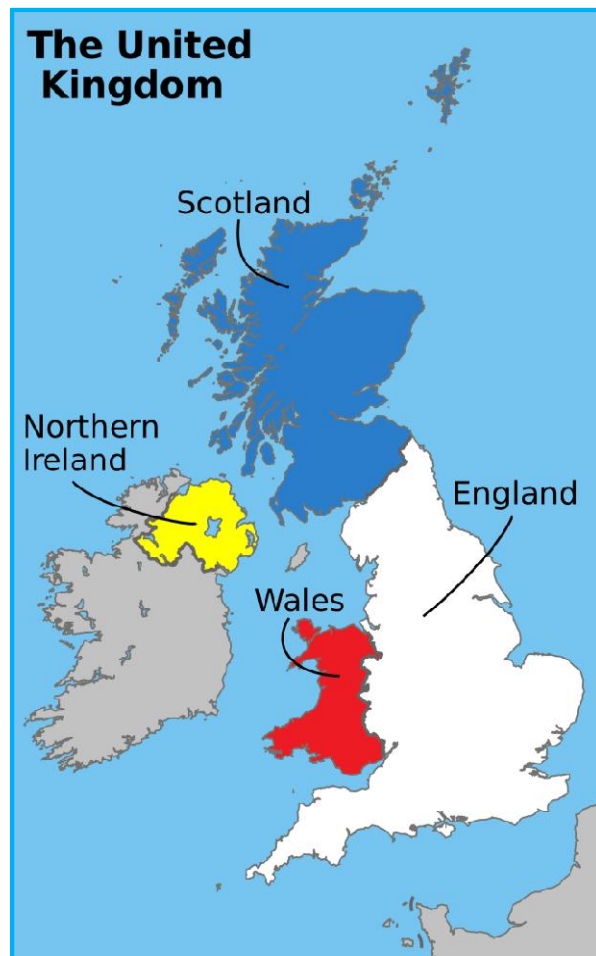 The United
Kingdom
Scotland
Northern
Ireland
England
Wales